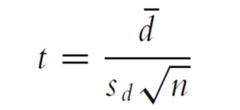 t = d̄ / (s_d √n)